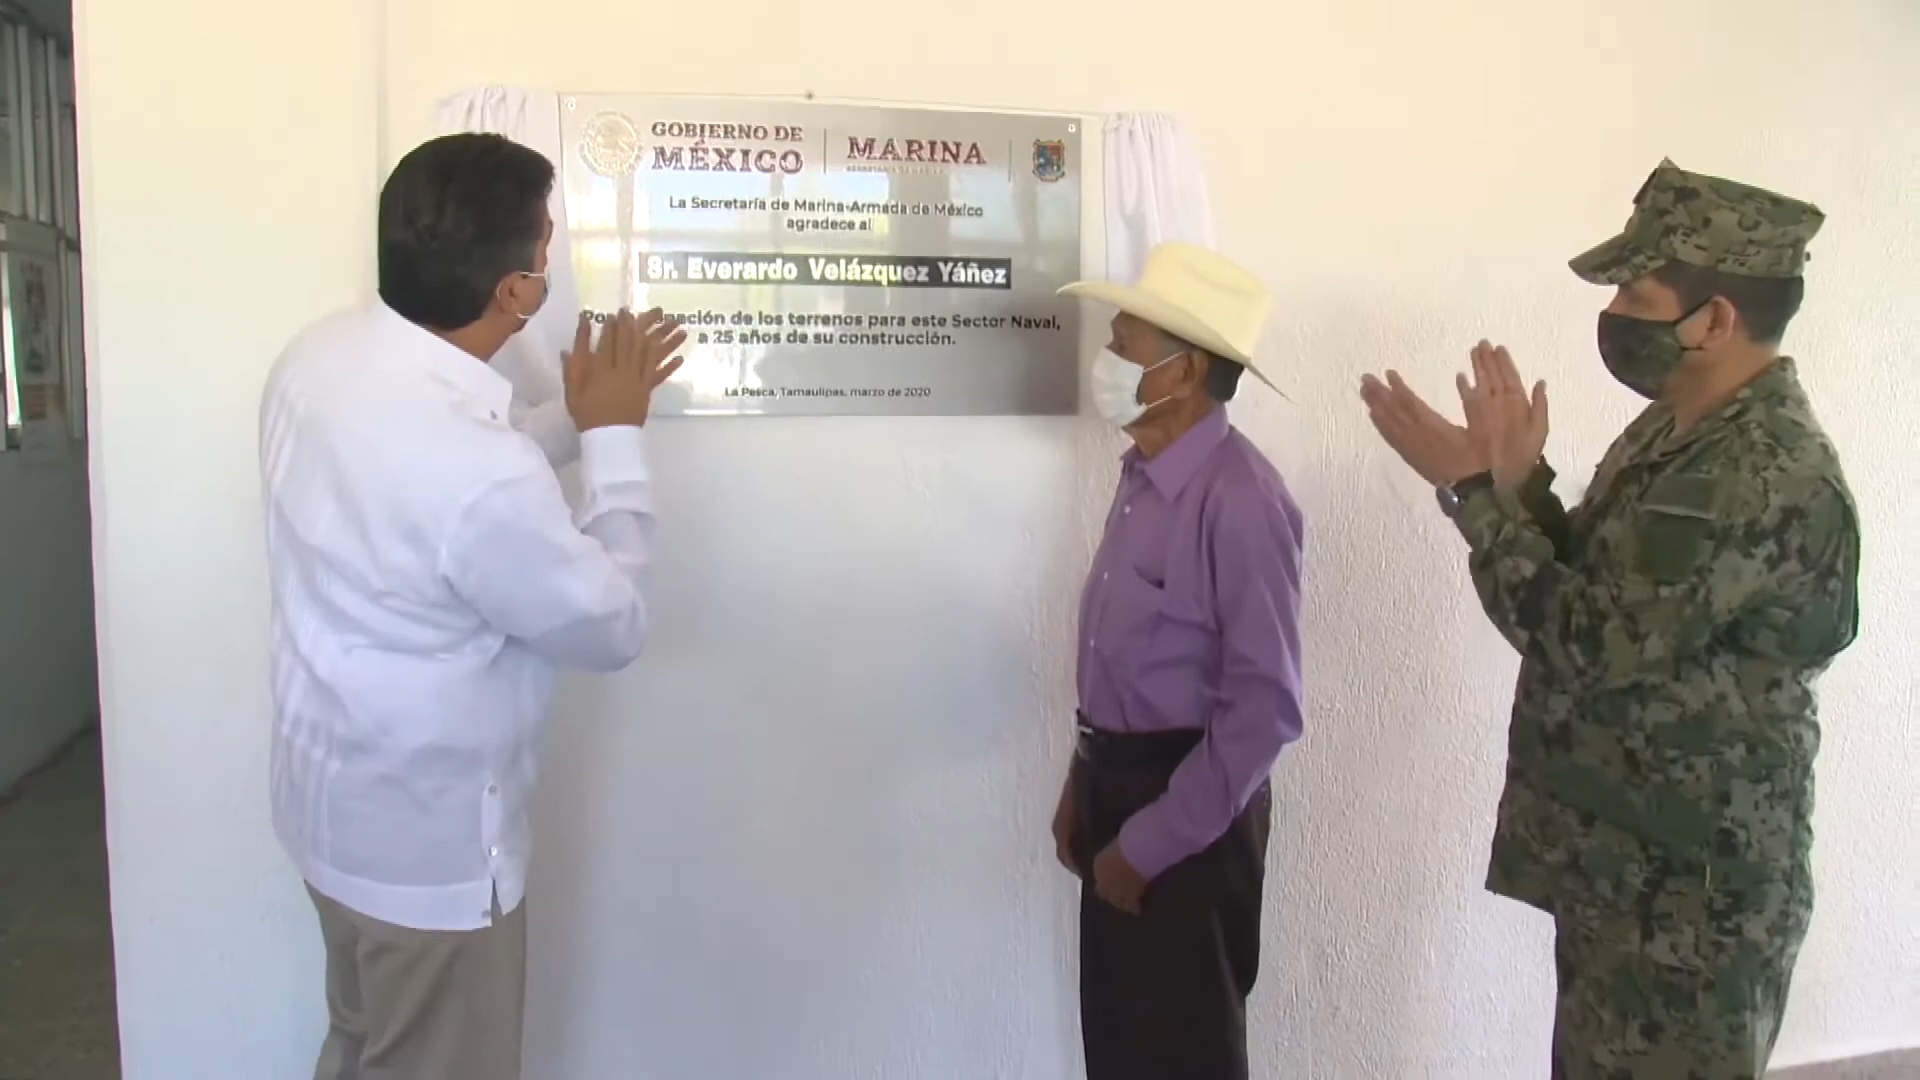 GOBIERNO DE
MÉXICO
MARINA
La Secretaría de Marina-Armada de México
agradece al
Sr. Everardo Velázquez Yáñez
Por de los terrenos para este Sector Naval,
a 25 años de su construcción.
La Pesca, Tamaulipas, marzo de 2020